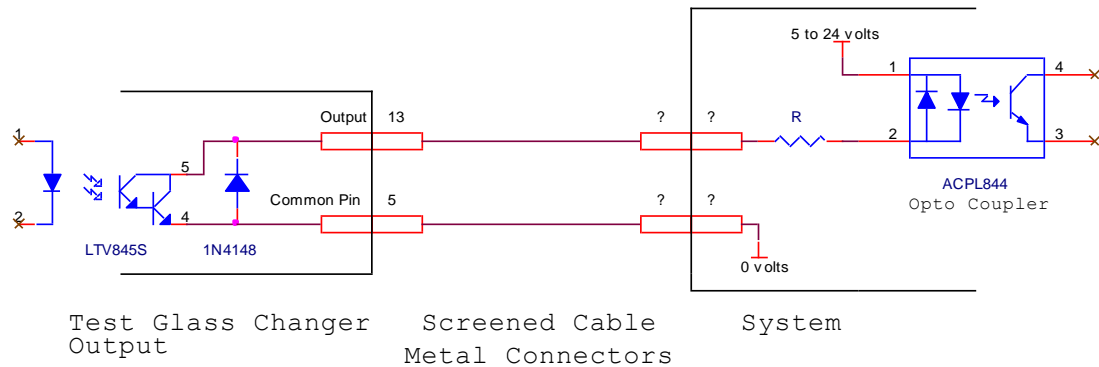 5 to 24 volts
1
4
Output
13
?
?
R
2
3
1
5
ACPL844
Opto Coupler
Common Pin
5
?
?
2
4
LTV845S
1N4148
0 volts
Test Glass Changer
Output
Screened Cable
Metal Connectors
System